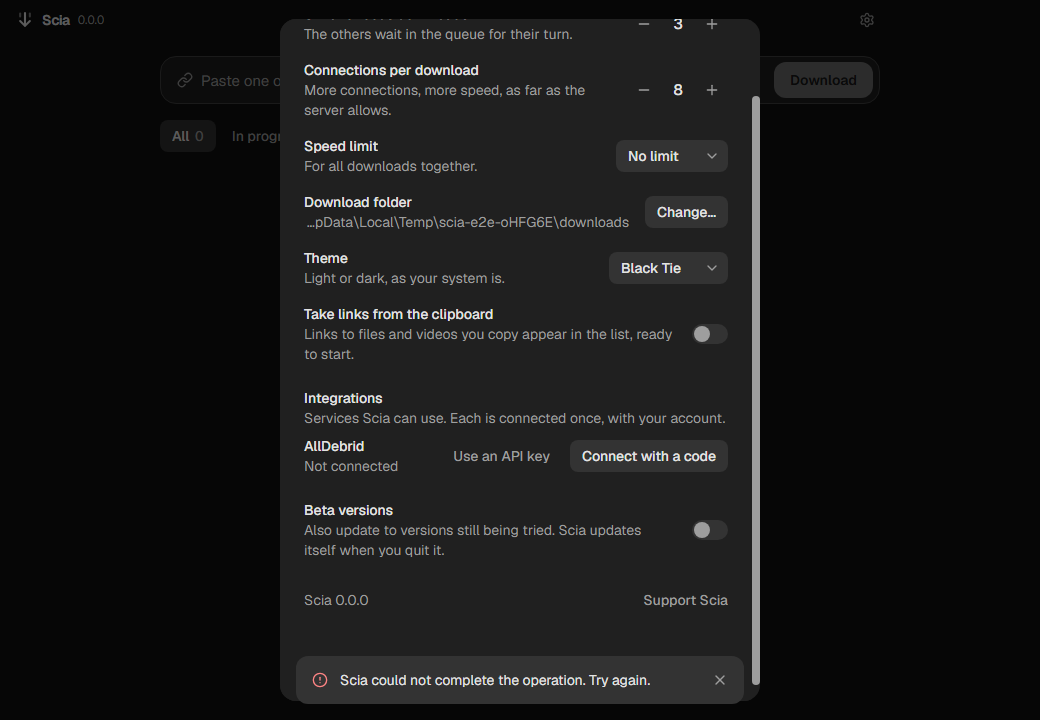 Scia 0.0.0
Paste one o
Download
All 0
In progr
3
The others wait in the queue for their turn.
Connections per download
More connections, more speed, as far as the
server allows.
8
Speed limit
For all downloads together.
No limit
Download folder
…pData\Local\Temp\scia-e2e-oHFG6E\downloads
Change…
Theme
Light or dark, as your system is.
Black Tie
Take links from the clipboard
Links to files and videos you copy appear in the list, ready
to start.
Integrations
Services Scia can use. Each is connected once, with your account.
AllDebrid
Not connected
Use an API key
Connect with a code
Beta versions
Also update to versions still being tried. Scia updates
itself when you quit it.
Scia 0.0.0
Support Scia
Scia could not complete the operation. Try again.